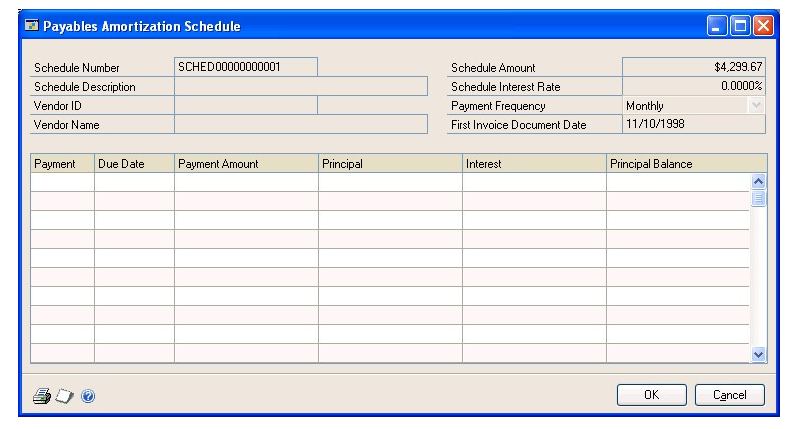 Payables Amortization Schedule
Schedule Number SCHED00000000001 Schedule Amount $4,299.67
Schedule Description Schedule Interest Rate 0.0000%
Vendor ID Payment Frequency Monthly
Vendor Name First Invoice Document Date 11/10/1998
Payment Due Date Payment Amount Principal Interest Principal Balance
OK Cancel